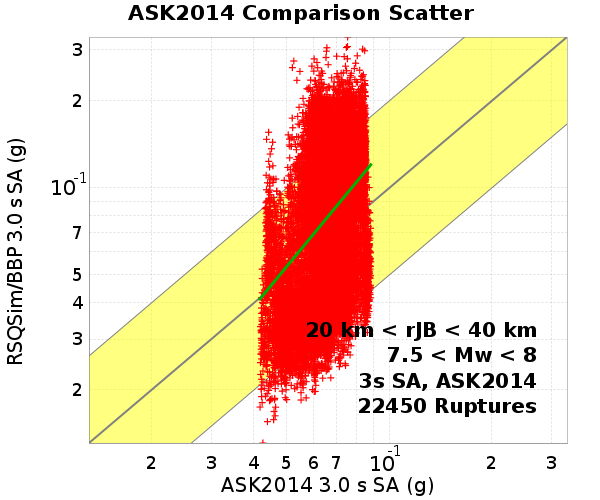 ASK2014 Comparison Scatter
RSQSim/BBP 3.0 s SA (g)
3
2
10^-1
7
5
4
3
2
20 km < rJB < 40 km
7.5 < Mw < 8
3s SA, ASK2014
22450 Ruptures
2 3 4 5 6 7 10^-1 2 3
ASK2014 3.0 s SA (g)